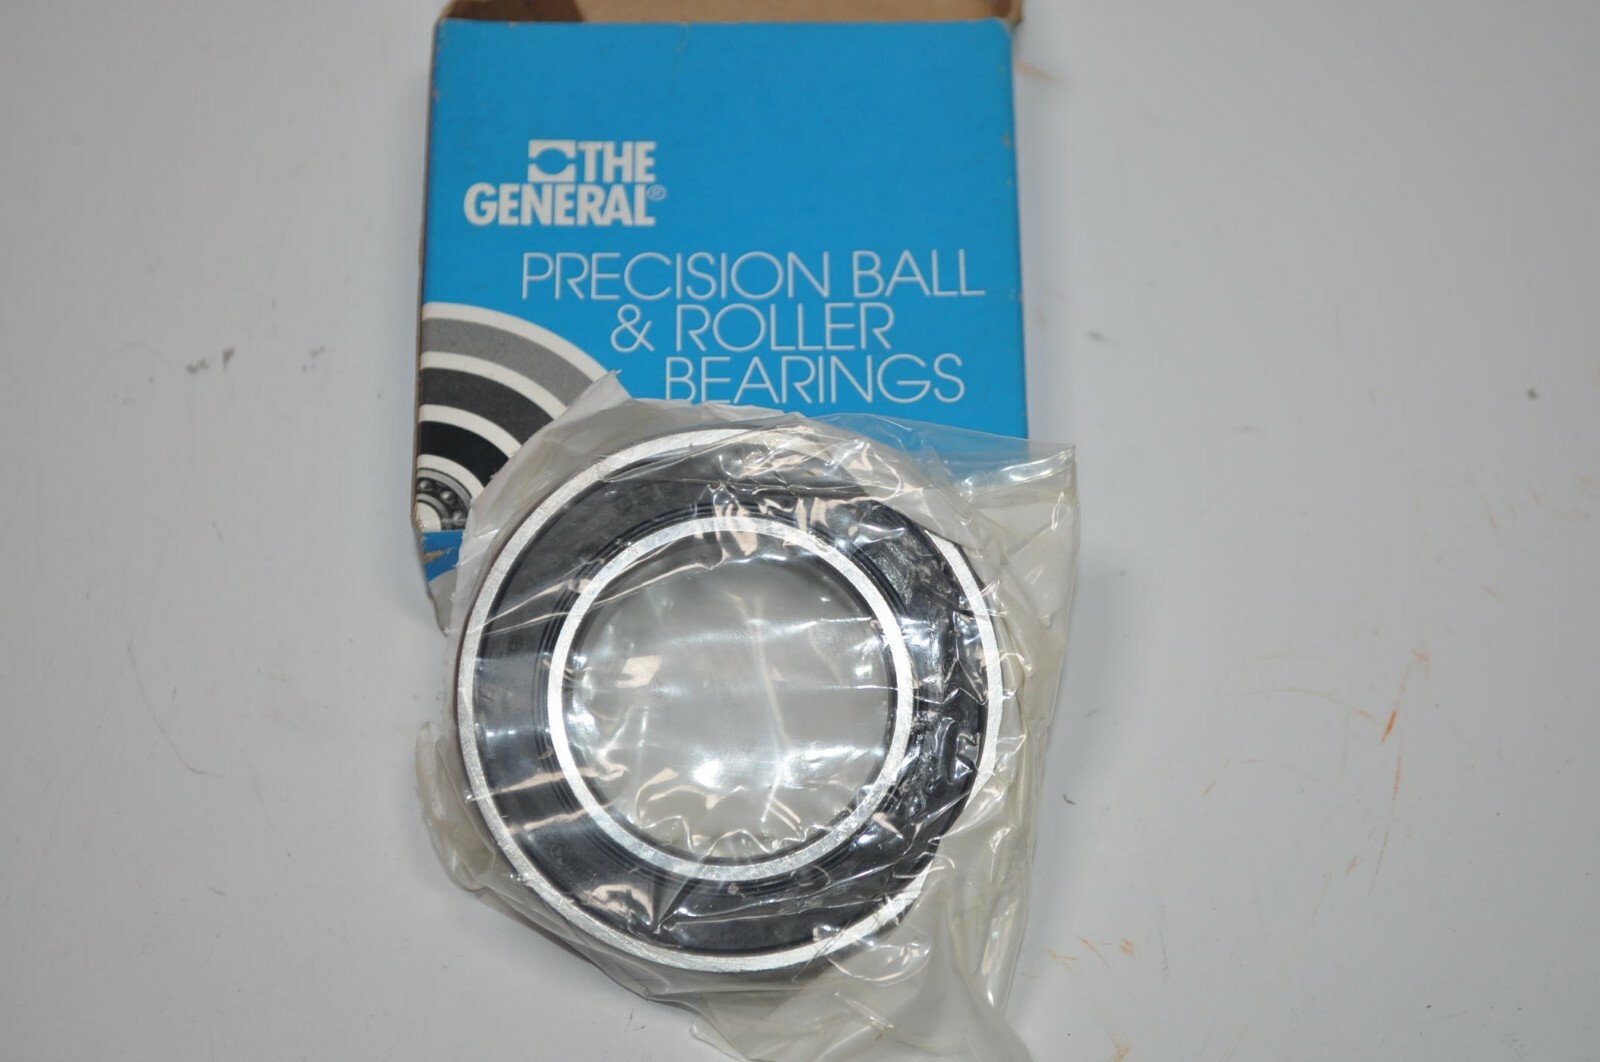 THE
GENERAL®
PRECISION BALL
& ROLLER
BEARINGS